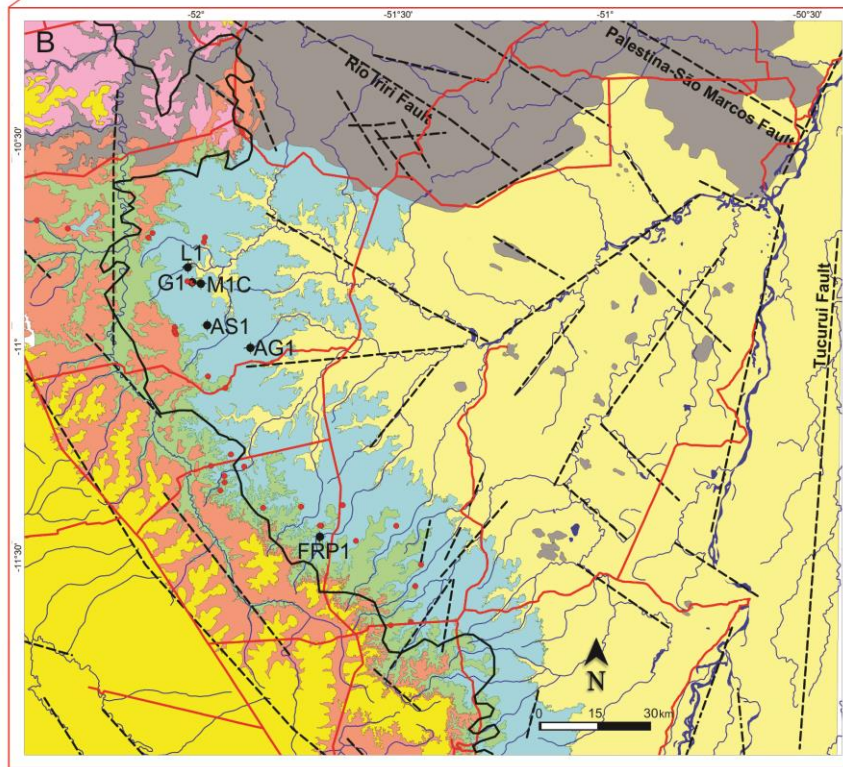 -52
-51°30
-51°
-50°30
B
Rio Iriri Fault
Palestina-São Marcos Fault
-10°30
L1
G1
M1C
AS1
AG1
-11°
Tucuruí Fault
FRP1
-11°30
N
0 15 30km